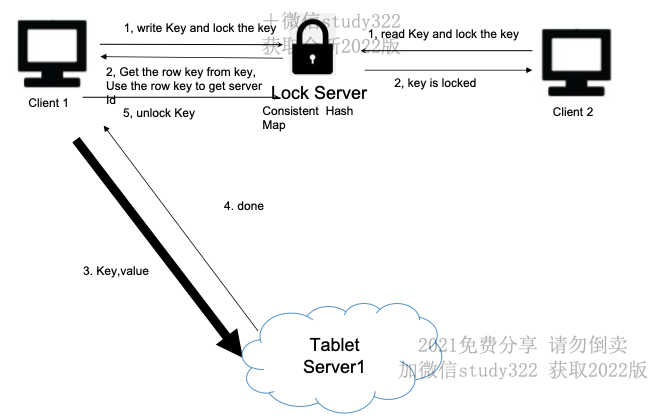 ＋微信study322
获取全新2022版
1, write Key and lock the key
1, read Key and lock the key
2, Get the row key from key,
Use the row key to get server
Id
2, key is locked
Lock Server
Consistent Hash
Map
Client 1
Client 2
5, unlock Key
4. done
3. Key,value
Tablet
Server1
2021免费分享 请勿倒卖
加微信study322 获取2022版